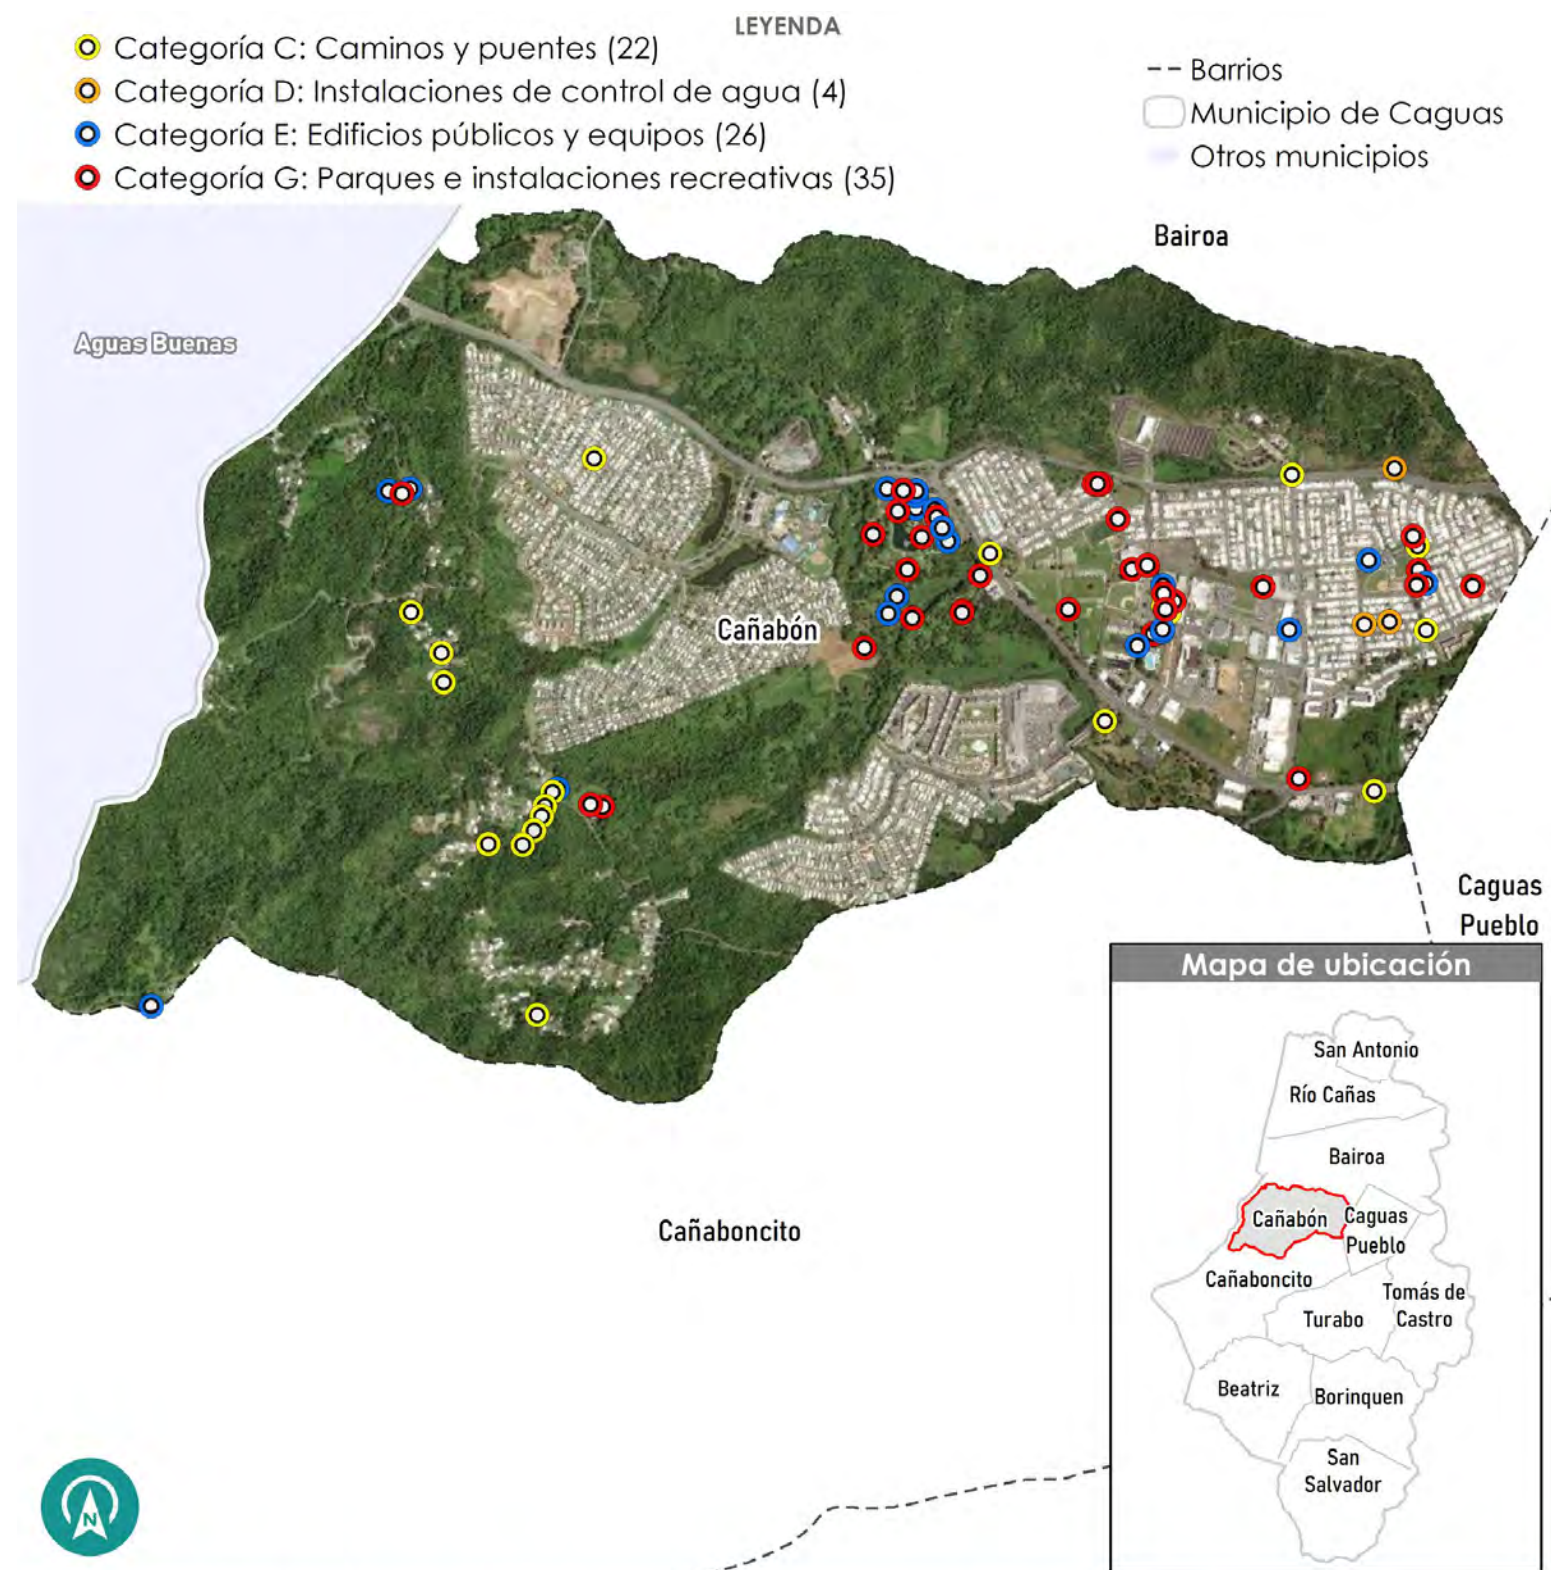 LEYENDA
Categoría C: Caminos y puentes (22)
Categoría D: Instalaciones de control de agua (4)
Categoría E: Edificios públicos y equipos (26)
Categoría G: Parques e instalaciones recreativas (35)
Barrios
Municipio de Caguas
Otros municipios
Bairoa
Aguas Buenas
Cañabón
Caguas
Pueblo
Cañaboncito
Mapa de ubicación
San Antonio
Río Cañas
Bairoa
Cañabón
Caguas
Pueblo
Cañaboncito
Tomás de
Castro
Turabo
Beatriz
Borinquen
San
Salvador
N